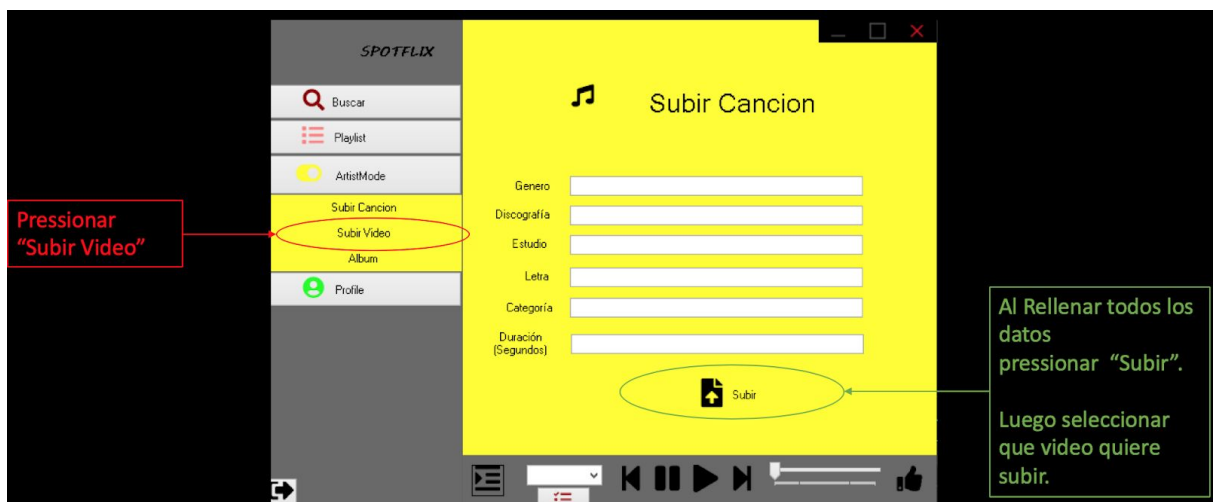 SPOTFLIX
Buscar
Playlist
ArtistMode
Subir Cancion
Subir Video
Album
Profile
Pressionar
“Subir Video”
Subir Cancion
Genero
Discografía
Estudio
Letra
Categoría
Duración
(Segundos)
Subir
Al Rellenar todos los
datos
pressionar “Subir”.
Luego seleccionar
que video quiere
subir.